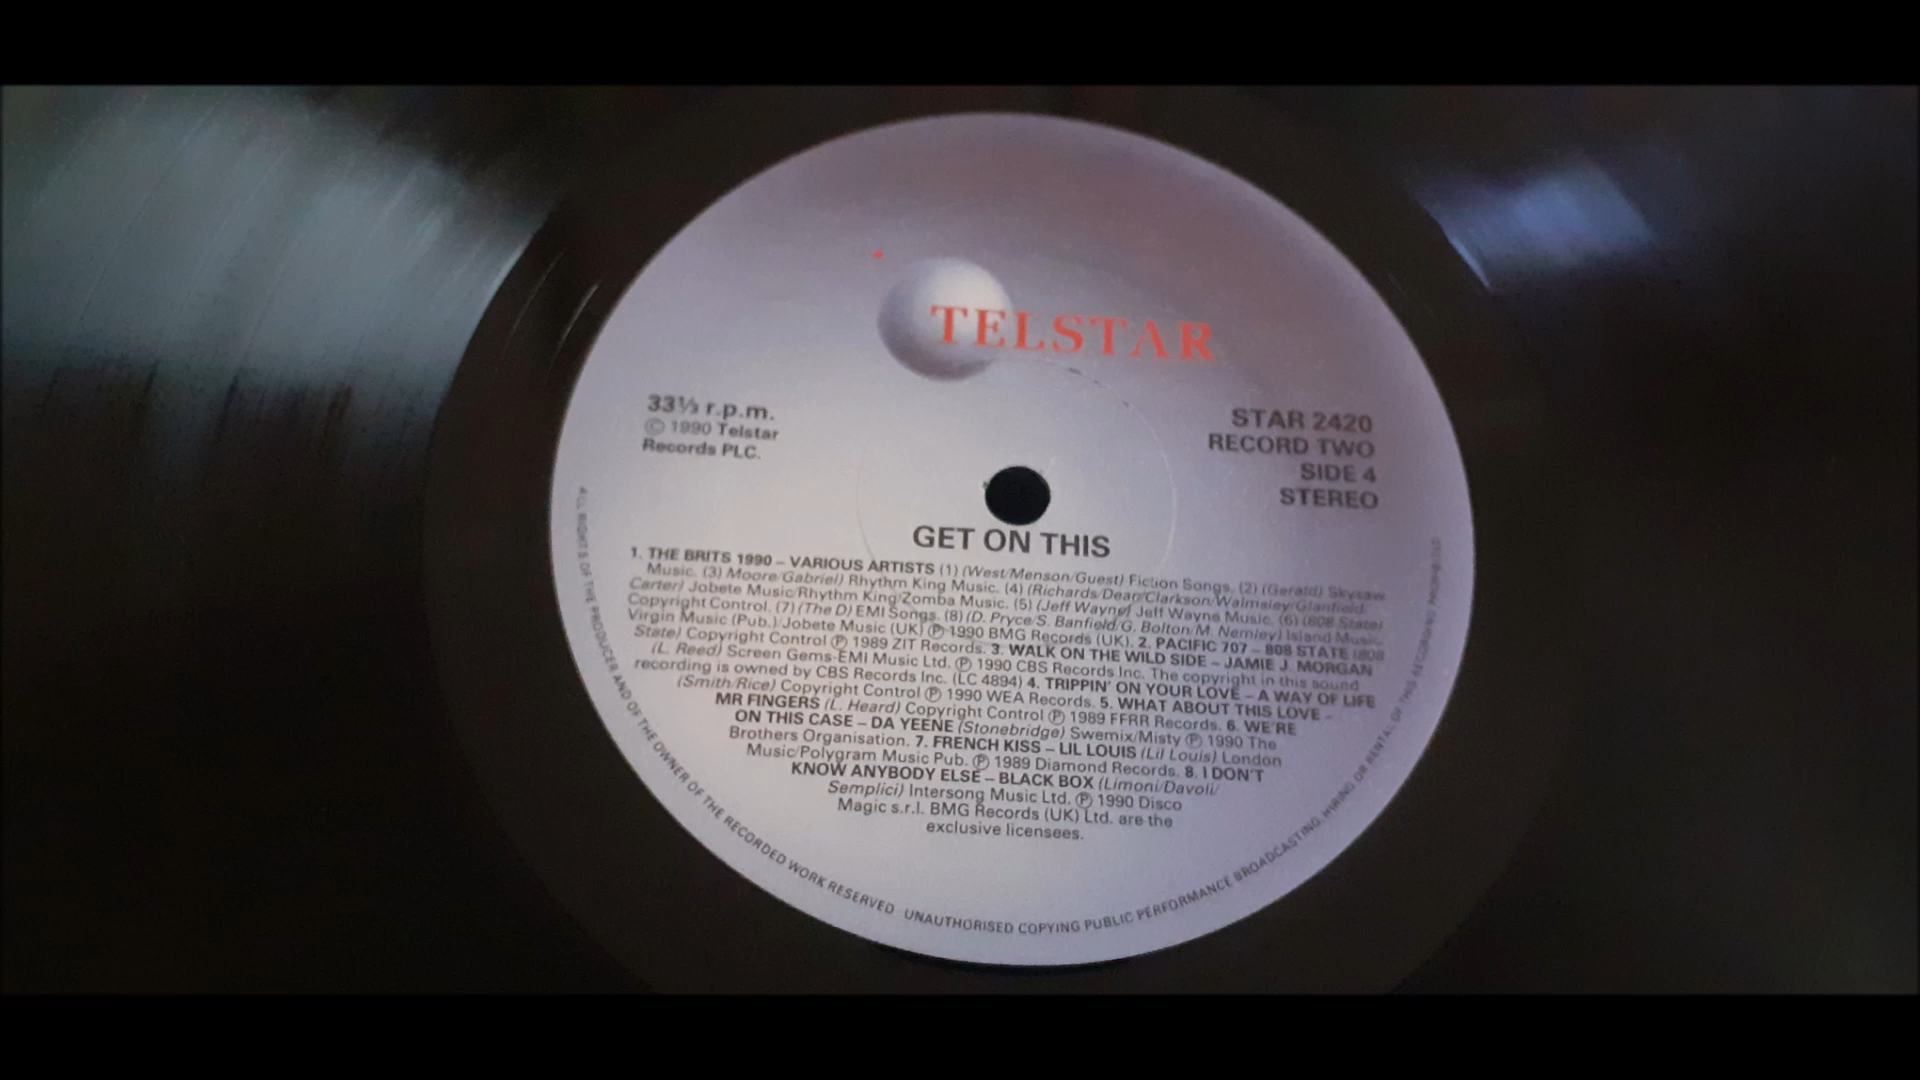 TELSTAR
33⅓ r.p.m.
© 1990 Telstar
Records PLC.
STAR 2420
RECORD TWO
SIDE 4
STEREO
GET ON THIS
1. THE BRITS 1990 – VARIOUS ARTISTS (1) (West/Menson/Guest) Fiction Songs. (2) (Gerald) Skysaw
Music. (3) Moore/Gabriel) Rhythm King Music. (4) (Richards/Dean/Clarkson/Walmsley/Glanfield/
Carter) Jobete Music/Rhythm King/Zomba Music. (5) (Jeff Wayne) Jeff Wayne Music. (6) (808 State)
Copyright Control. (7) (The D) EMI Songs. (8) (D. Pryce/S. Banfield/G. Bolton/M. Nemley) Island Music.
Virgin Music (Pub.)/Jobete Music (UK) Ⓟ 1990 BMG Records (UK). 2. PACIFIC 707 – 808 STATE (808
State) Copyright Control Ⓟ 1989 ZIT Records. 3. WALK ON THE WILD SIDE – JAMIE J. MORGAN
(L. Reed) Screen Gems-EMI Music Ltd. Ⓟ 1990 CBS Records Inc. The copyright in this sound
recording is owned by CBS Records Inc. (LC 4894) 4. TRIPPIN' ON YOUR LOVE – A WAY OF LIFE
(Smith/Rice) Copyright Control Ⓟ 1990 WEA Records. 5. WHAT ABOUT THIS LOVE –
MR FINGERS (L. Heard) Copyright Control Ⓟ 1989 FFRR Records. 6. WE'RE
ON THIS CASE – DA YEENE (Stonebridge) Swemix/Misty Ⓟ 1990 The
Brothers Organisation. 7. FRENCH KISS – LIL LOUIS (Lil Louis) London
Music/Polygram Music Pub. Ⓟ 1989 Diamond Records. 8. I DON'T
KNOW ANYBODY ELSE – BLACK BOX (Limoni/Davoli/
Semplici) Intersong Music Ltd. Ⓟ 1990 Disco
Magic s.r.l. BMG Records (UK) Ltd. are the
exclusive licensees.
ALL RIGHTS OF THE PRODUCER AND OF THE OWNER OF THE RECORDED WORK RESERVED UNAUTHORISED COPYING PUBLIC PERFORMANCE BROADCASTING, HIRING OR RENTAL OF THIS RECORDING PROHIBITED